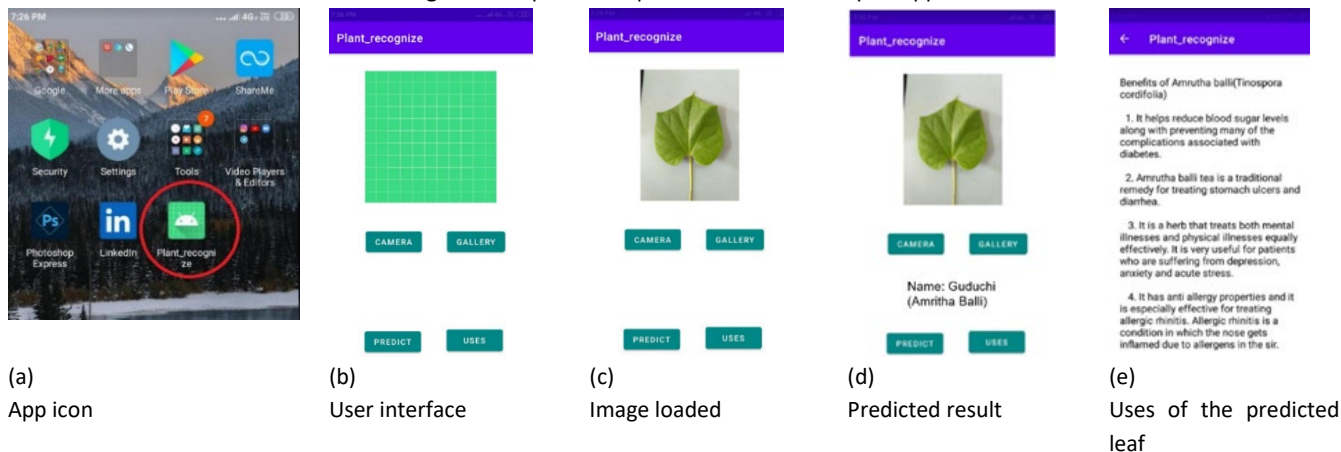 7:26 PM
4G
Google
More apps
Play Store
ShareMe
7
Security
Settings
Tools
Video Players
& Editors
Ps
in
Photoshop
Express
LinkedIn
Plant_recogni
ze
(a)
App icon
Plant_recognize
CAMERA
GALLERY
PREDICT
USES
(b)
User interface
Plant_recognize
CAMERA
GALLERY
PREDICT
USES
(c)
Image loaded
Plant_recognize
CAMERA
GALLERY
Name: Guduchi
(Amritha Balli)
PREDICT
USES
(d)
Predicted result
Plant_recognize
Benefits of Amrutha balli(Tinospora
cordifolia)
1. It helps reduce blood sugar levels
along with preventing many of the
complications associated with
diabetes.
2. Amrutha balli tea is a traditional
remedy for treating stomach ulcers and
diarrhea.
3. It is a herb that treats both mental
illnesses and physical illnesses equally
effectively. It is very useful for patients
who are suffering from depression,
anxiety and acute stress.
4. It has anti allergy properties and it
is especially effective for treating
allergic rhinitis. Allergic rhinitis is a
condition in which the nose gets
inflamed due to allergens in the sir.
(e)
Uses of the predicted
leaf